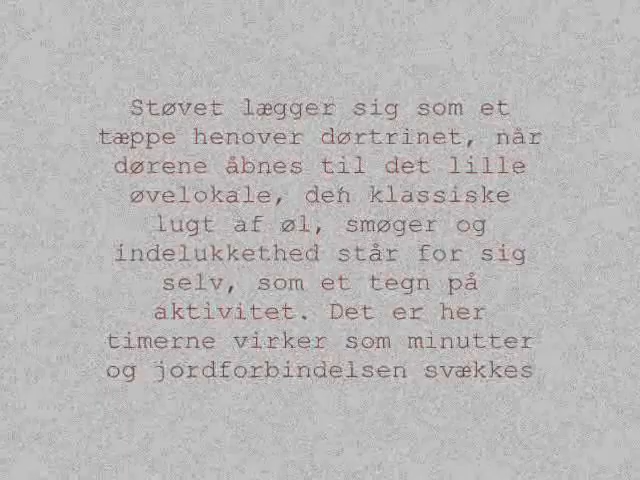 Støvet lægger sig som et
tæppe henover dørtrinet, når
dørene åbnes til det lille
øvelokale, den klassiske
lugt af øl, smøger og
indelukkethed står for sig
selv, som et tegn på
aktivitet. Det er her
timerne virker som minutter
og jordforbindelsen svækkes